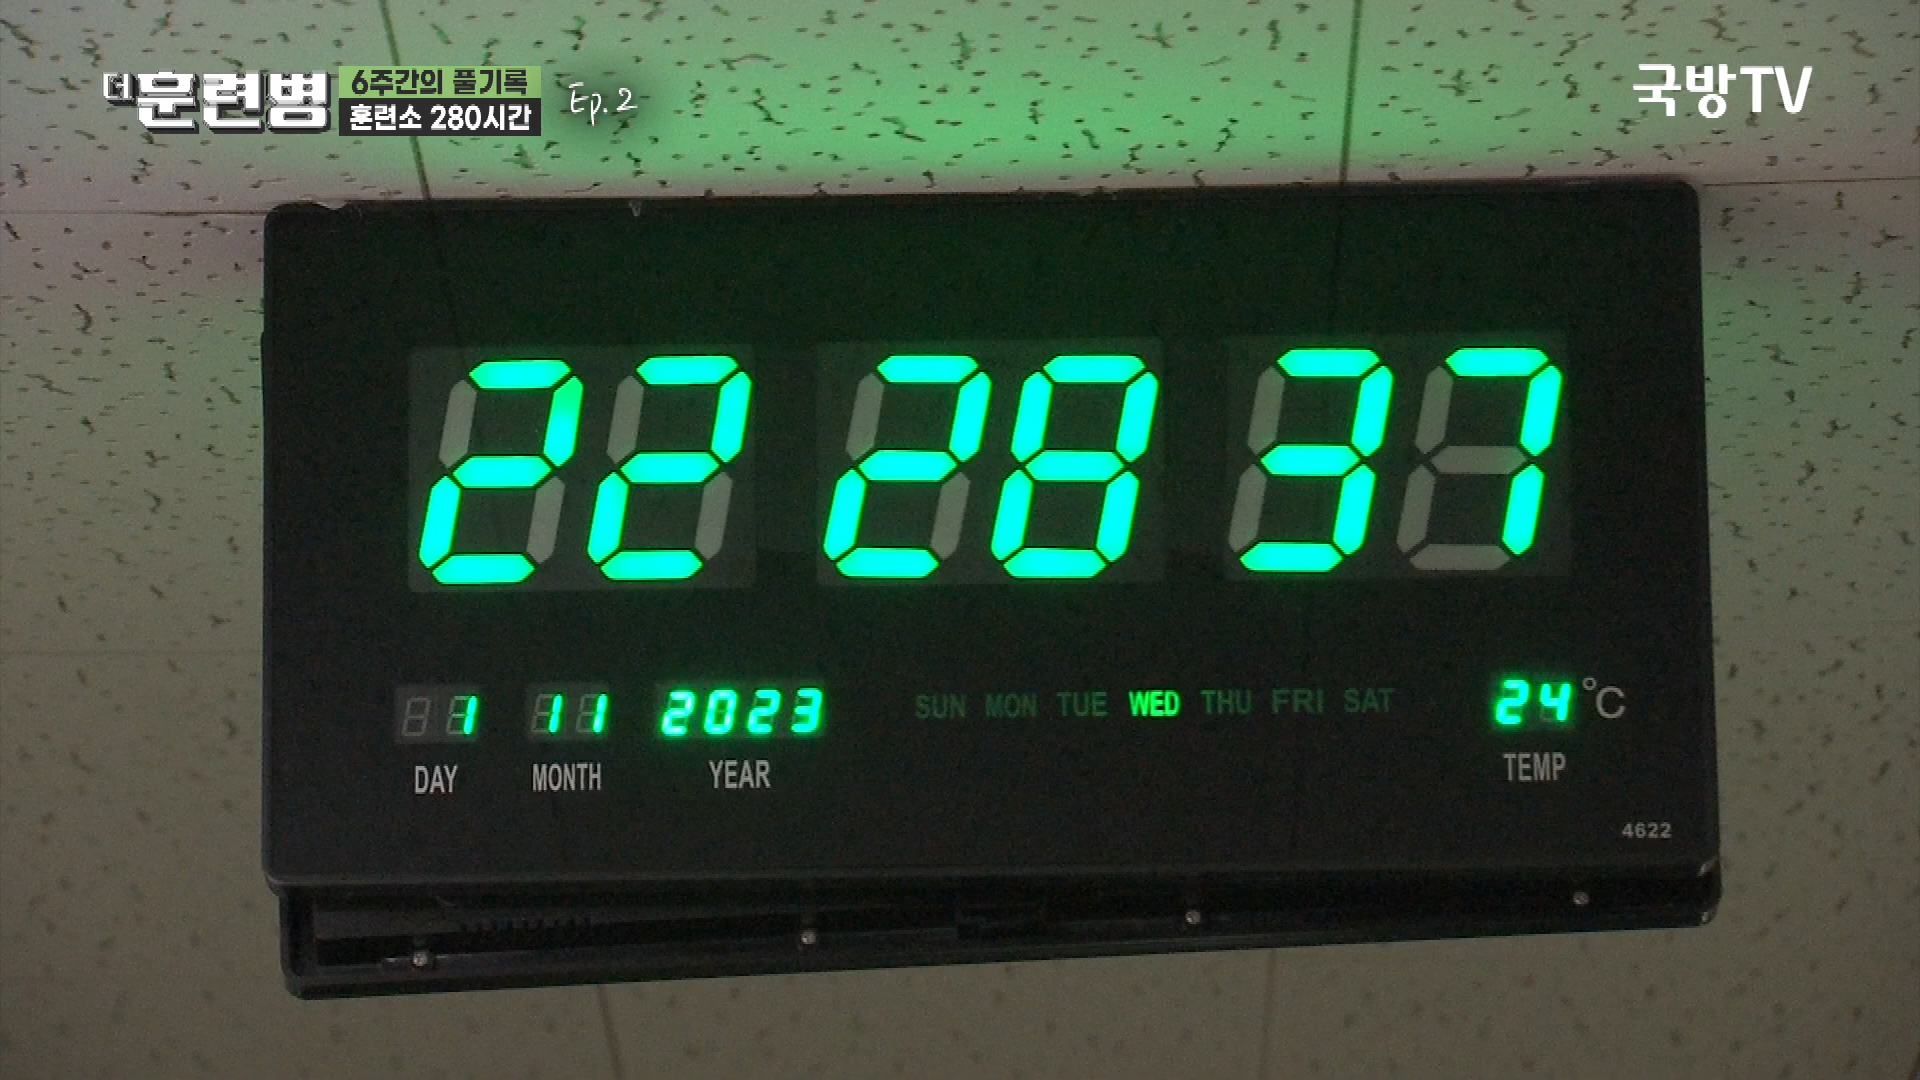 더 훈련병
6주간의 풀기록
훈련소 280시간
Ep.2
국방TV
22 28 37
1 11 2023
SUN MON TUE WED THU FRI SAT
24 °C
DAY MONTH YEAR
TEMP
4622